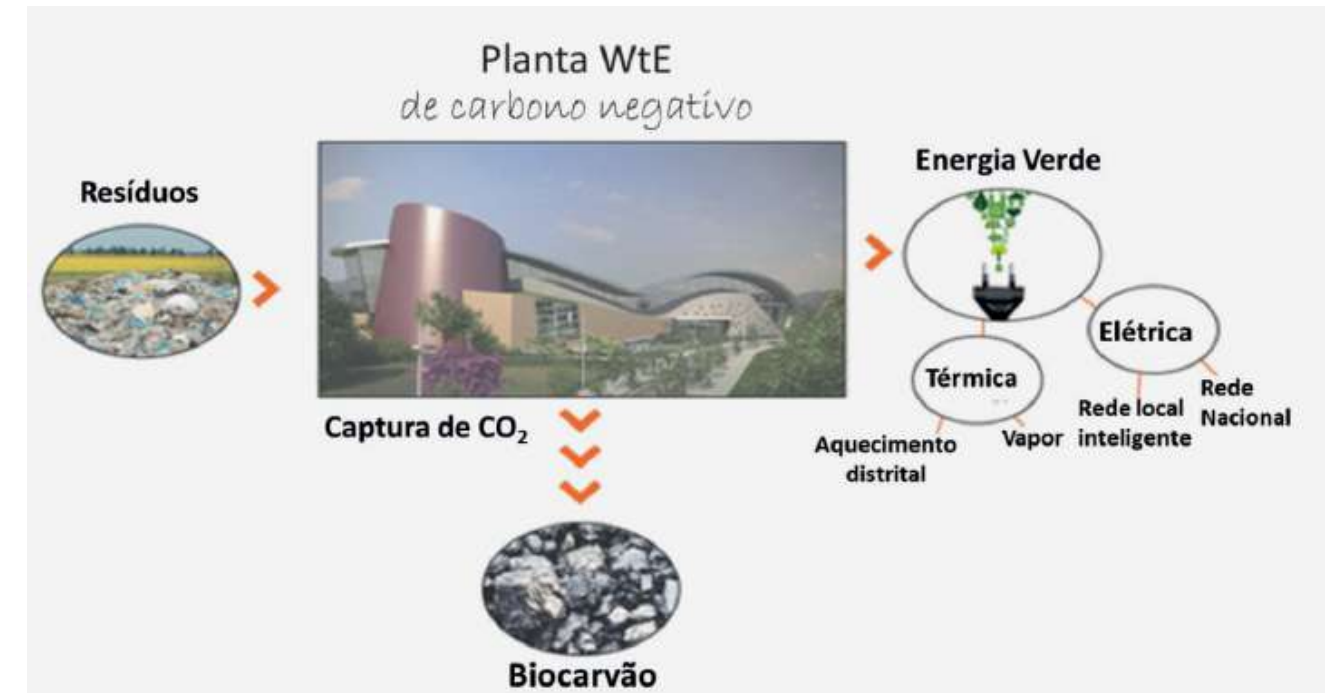 Planta WtE
de carbono negativo
Resíduos
Energia Verde
Elétrica
Térmica
Rede
Nacional
Rede local
inteligente
Vapor
Aquecimento
distrital
Captura de CO₂
Biocarvão